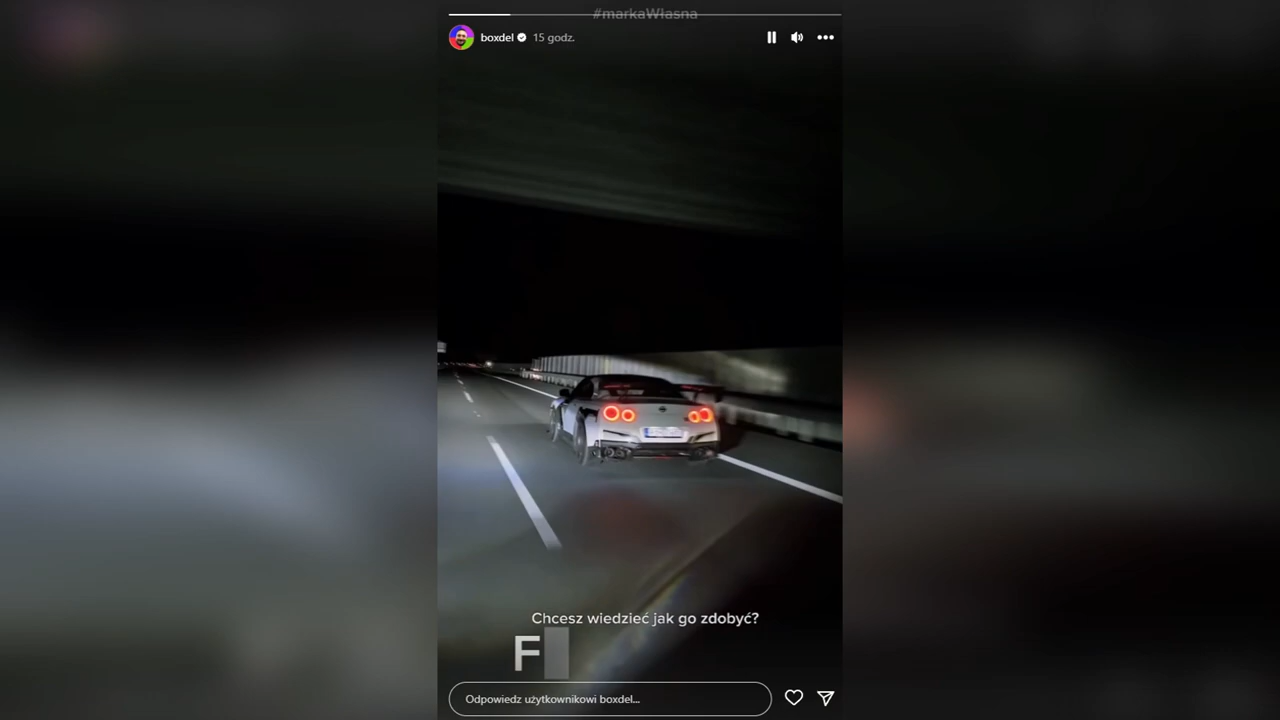 #markaWłasna
boxdel 15 godz.
Chcesz wiedzieć jak go zdobyć?
F
Odpowiedz użytkownikowi boxdel...